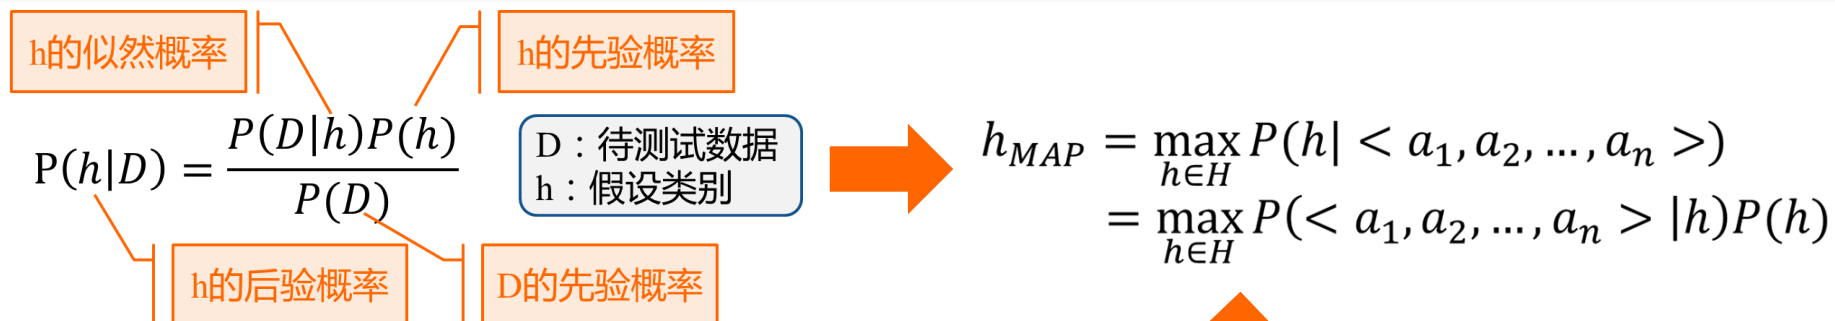 h的似然概率
h的先验概率
P(h|D) = P(D|h)P(h) / P(D)
D：待测试数据
h：假设类别
h的后验概率
D的先验概率
h_MAP = max_{h∈H} P(h| < a_1, a_2, …, a_n >)
= max_{h∈H} P(< a_1, a_2, …, a_n > |h)P(h)